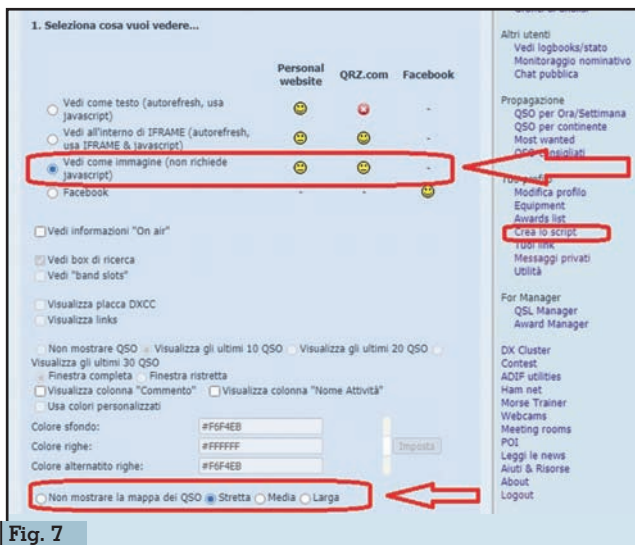 1. Seleziona cosa vuoi vedere...
Personal website
QRZ.com
Facebook
Vedi come testo (autorefresh, usa
javascript)
-
Vedi all'interno di IFRAME (autorefresh,
usa IFRAME & javascript)
-
Vedi come immagine (non richiede
javascript)
-
Facebook
- -
Vedi informazioni "On air"
Vedi box di ricerca
Vedi "band slots"
Visualizza placca DXCC
Visualizza links
Non mostrare QSO Visualizza gli ultimi 10 QSO Visualizza gli ultimi 20 QSO
Visualizza gli ultimi 30 QSO
Finestra completa Finestra ristretta
Visualizza colonna "Commento" Visualizza colonna "Nome Attività"
Usa colori personalizzati
Colore sfondo: #F6F4EB
Colore righe: #FFFFFF Imposta
Colore alternatito righe: #F6F4EB
Non mostrare la mappa dei QSO Stretta Media Larga
Altri utenti
Vedi logbooks/stato
Monitoraggio nominativo
Chat pubblica
Propagazione
QSO per Ora/Settimana
QSO per continente
Most wanted
QSO consigliati
Tuo profilo
Modifica profilo
Equipment
Awards list
Crea lo script
Tuoi link
Messaggi privati
Utilità
For Manager
QSL Manager
Award Manager
DX Cluster
Contest
ADIF utilities
Ham net
Morse Trainer
Webcams
Meeting rooms
POI
Leggi le news
Aiuti & Risorse
About
Logout
Fig. 7